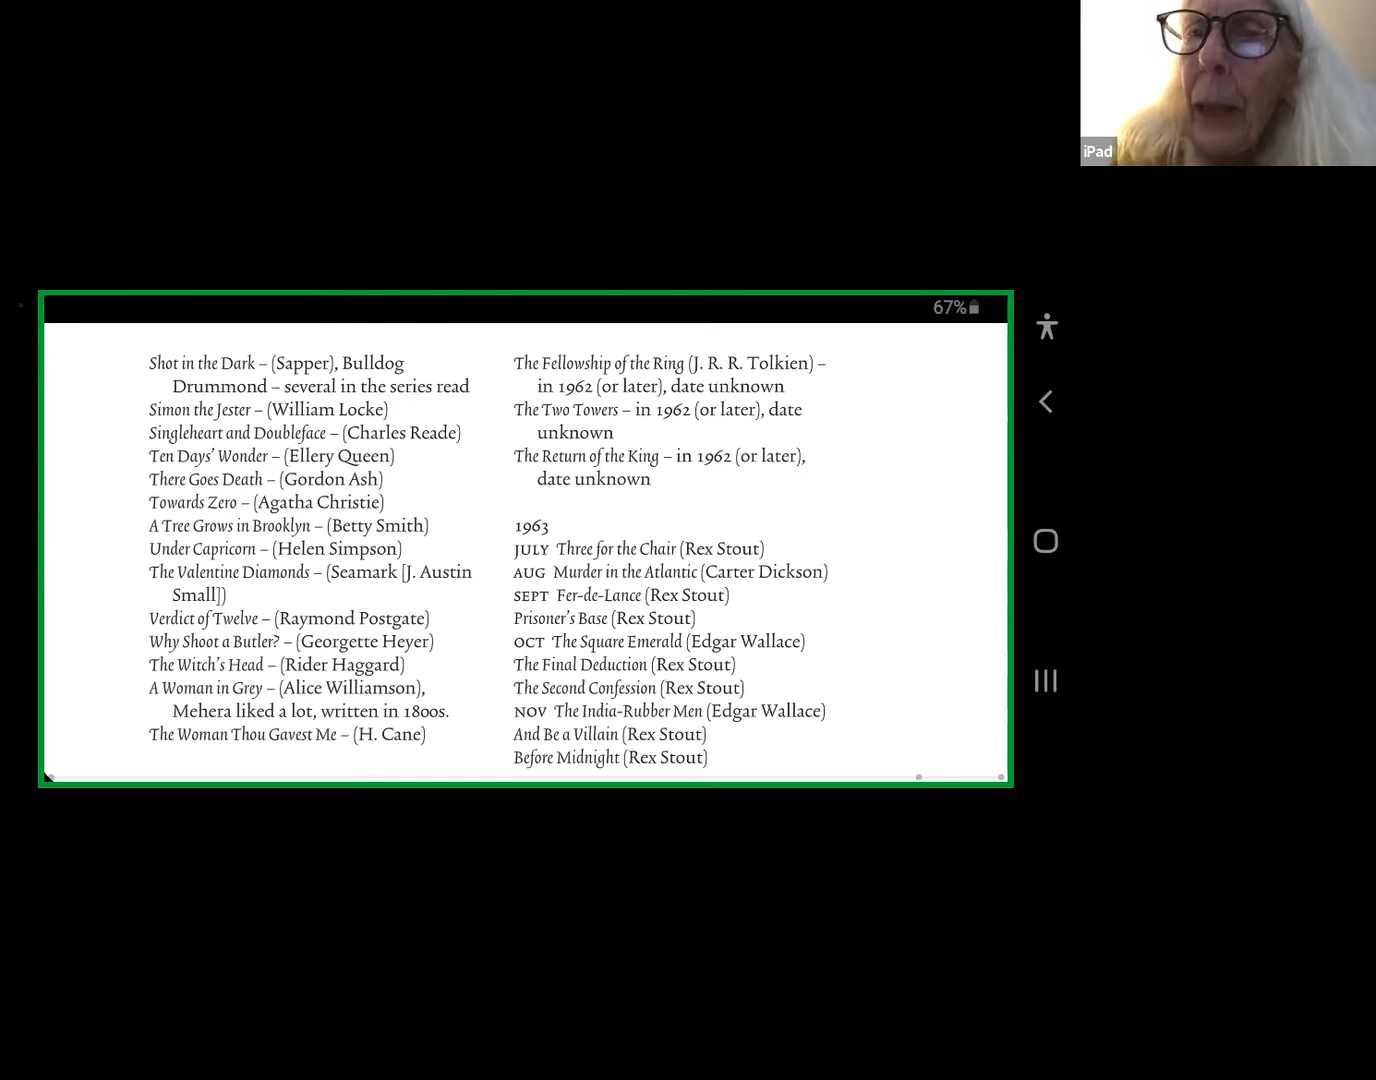 iPad
67%
Shot in the Dark – (Sapper), Bulldog
Drummond – several in the series read
Simon the Jester – (William Locke)
Singleheart and Doubleface – (Charles Reade)
Ten Days' Wonder – (Ellery Queen)
There Goes Death – (Gordon Ash)
Towards Zero – (Agatha Christie)
A Tree Grows in Brooklyn – (Betty Smith)
Under Capricorn – (Helen Simpson)
The Valentine Diamonds – (Seamark [J. Austin
Small])
Verdict of Twelve – (Raymond Postgate)
Why Shoot a Butler? – (Georgette Heyer)
The Witch's Head – (Rider Haggard)
A Woman in Grey – (Alice Williamson),
Mehera liked a lot, written in 1800s.
The Woman Thou Gavest Me – (H. Cane)
The Fellowship of the Ring (J. R. R. Tolkien) –
in 1962 (or later), date unknown
The Two Towers – in 1962 (or later), date
unknown
The Return of the King – in 1962 (or later),
date unknown
1963
JULY Three for the Chair (Rex Stout)
AUG Murder in the Atlantic (Carter Dickson)
SEPT Fer-de-Lance (Rex Stout)
Prisoner's Base (Rex Stout)
OCT The Square Emerald (Edgar Wallace)
The Final Deduction (Rex Stout)
The Second Confession (Rex Stout)
NOV The India-Rubber Men (Edgar Wallace)
And Be a Villain (Rex Stout)
Before Midnight (Rex Stout)